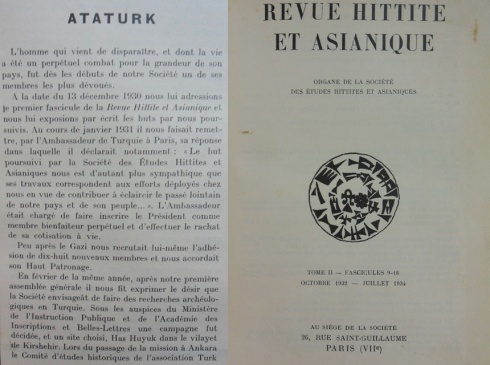 ATATURK
L'homme qui vient de disparaître, et dont la vie
a été un perpétuel combat pour la grandeur de son
pays, fut dès les débuts de notre Société un de ses
membres les plus dévoués.
A la date du 13 décembre 1930 nous lui adressions
le premier fascicule de la Revue Hittite et Asianique et
nous lui exposions par écrit les buts par nous pour-
suivis. Au cours de janvier 1931 il nous faisait remet-
tre, par l'Ambassadeur de Turquie à Paris, sa réponse
dans laquelle il déclarait notamment : « Le but
poursuivi par la Société des Études Hittites et
Asianiques nous est d'autant plus sympathique que
ses travaux correspondent aux efforts déployés chez
nous en vue de contribuer à éclaircir le passé lointain
de notre pays et de son peuple... ». L'Ambassadeur
était chargé de faire inscrire le Président comme
membre bienfaiteur perpétuel et d'effectuer le rachat
de sa cotisation à vie.
Peu après le Gazi nous recrutait lui-même l'adhé-
sion de dix-huit nouveaux membres et nous accordait
son Haut Patronage.
En février de la même année, après notre première
assemblée générale il nous fit exprimer le désir que
la Société envisageât de faire des recherches archéolo-
giques en Turquie. Sous les auspices du Ministère
de l'Instruction Publique et de l'Académie des
Inscriptions et Belles-Lettres une campagne fut
décidée, et un site choisi, Has Huyuk dans le vilayet
de Kirshehir. Lors du passage de la mission à Ankara
le Comité d'études historiques de l'association Turk
REVUE HITTITE
ET ASIANIQUE
ORGANE DE LA SOCIÉTÉ
DES ÉTUDES HITTITES ET ASIANIQUES
TOME II – FASCICULES 9-16
OCTOBRE 1932 – JUILLET 1934
AU SIÈGE DE LA SOCIÉTÉ
26, RUE SAINT-GUILLAUME
PARIS (VIIe)